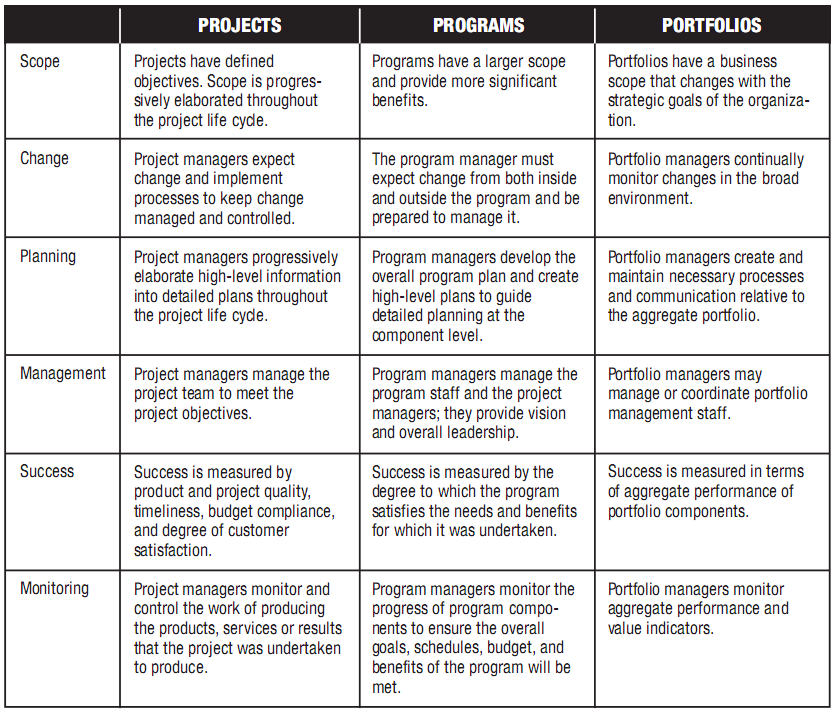 PROJECTS PROGRAMS PORTFOLIOS
Scope
Projects have defined
objectives. Scope is progres-
sively elaborated throughout
the project life cycle.
Programs have a larger scope
and provide more significant
benefits.
Portfolios have a business
scope that changes with the
strategic goals of the organiza-
tion.
Change
Project managers expect
change and implement
processes to keep change
managed and controlled.
The program manager must
expect change from both inside
and outside the program and be
prepared to manage it.
Portfolio managers continually
monitor changes in the broad
environment.
Planning
Project managers progressively
elaborate high-level information
into detailed plans throughout
the project life cycle.
Program managers develop the
overall program plan and create
high-level plans to guide
detailed planning at the
component level.
Portfolio managers create and
maintain necessary processes
and communication relative to
the aggregate portfolio.
Management
Project managers manage the
project team to meet the
project objectives.
Program managers manage the
program staff and the project
managers; they provide vision
and overall leadership.
Portfolio managers may
manage or coordinate portfolio
management staff.
Success
Success is measured by
product and project quality,
timeliness, budget compliance,
and degree of customer
satisfaction.
Success is measured by the
degree to which the program
satisfies the needs and benefits
for which it was undertaken.
Success is measured in terms
of aggregate performance of
portfolio components.
Monitoring
Project managers monitor and
control the work of producing
the products, services or results
that the project was undertaken
to produce.
Program managers monitor the
progress of program compo-
nents to ensure the overall
goals, schedules, budget, and
benefits of the program will be
met.
Portfolio managers monitor
aggregate performance and
value indicators.